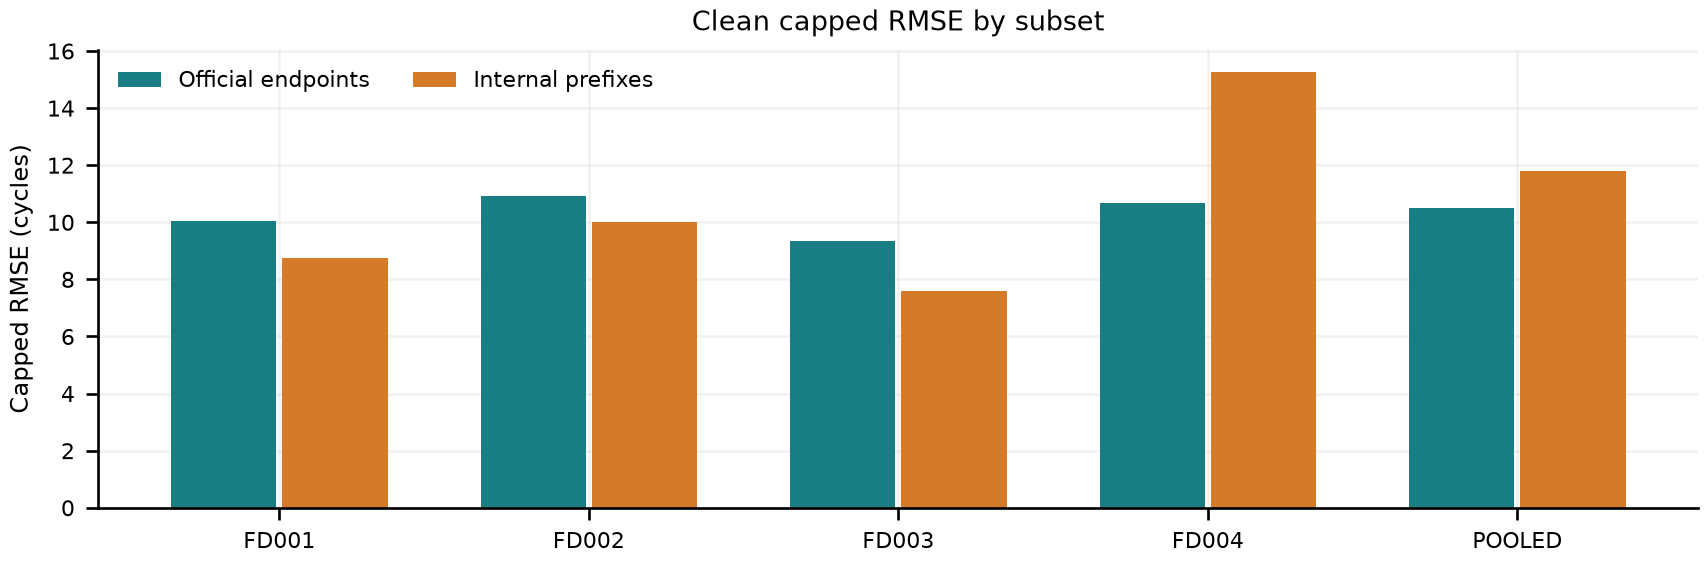 Clean capped RMSE by subset
Official endpoints
Internal prefixes
Capped RMSE (cycles)
16
14
12
10
8
6
4
2
0
FD001
FD002
FD003
FD004
POOLED